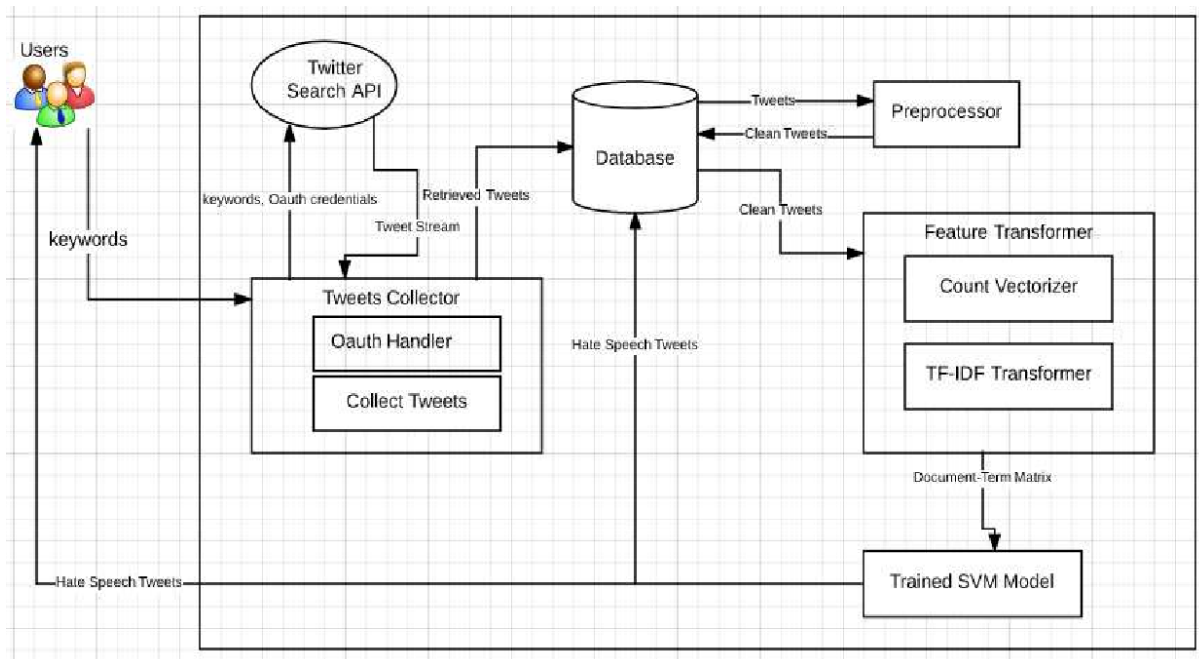 Users
Twitter
Search API
Tweets
Preprocessor
Clean Tweets
Database
keywords, Oauth credentials
Retrieved Tweets
Tweet Stream
Clean Tweets
keywords
Feature Transformer
Count Vectorizer
Tweets Collector
Oauth Handler
Hate Speech Tweets
TF-IDF Transformer
Collect Tweets
Document-Term Matrix
Hate Speech Tweets
Trained SVM Model